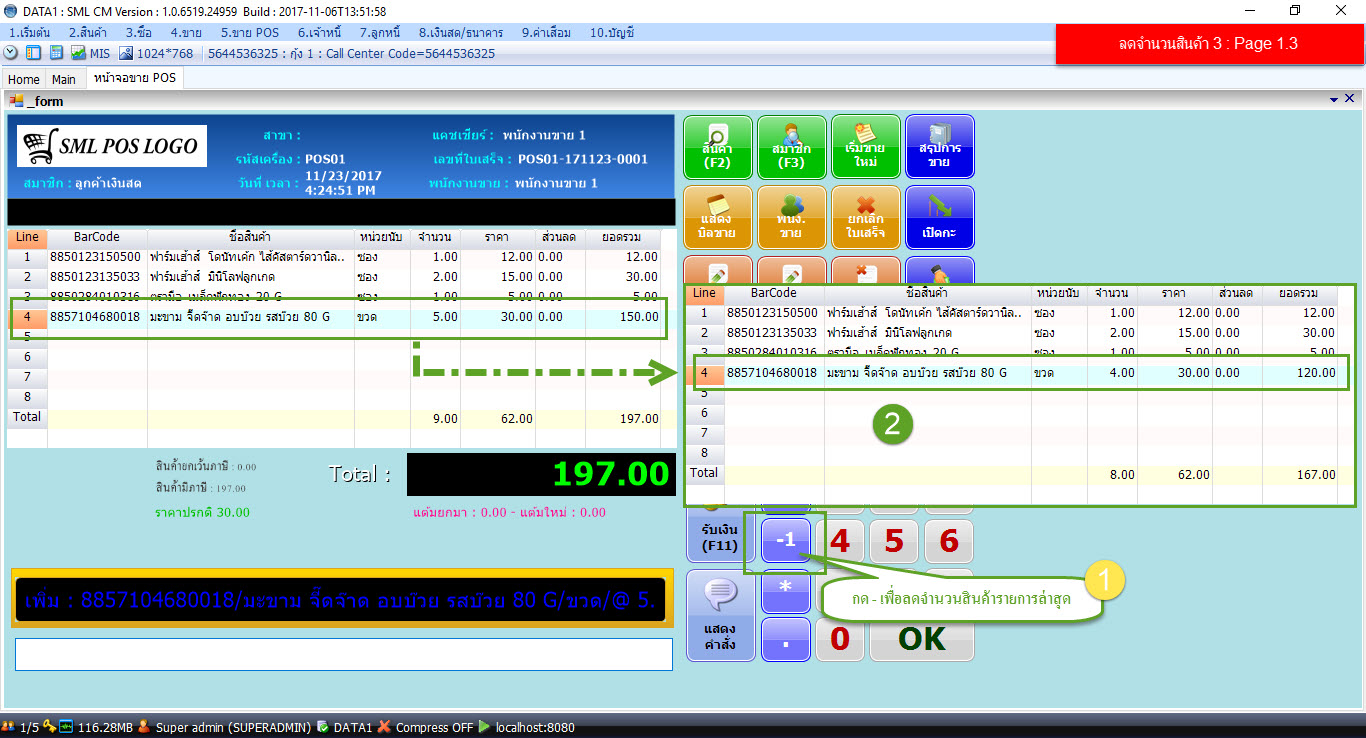 DATA1 : SML CM Version : 1.0.6519.24959 Build : 2017-11-06T13:51:58
1.เริ่มต้น 2.สินค้า 3.ซื้อ 4.ขาย 5.ขาย POS 6.เจ้าหนี้ 7.ลูกหนี้ 8.เงินสด/ธนาคาร 9.ค่าเสื่อม 10.บัญชี
MIS 1024*768 5644536325 : กุ้ง 1 : Call Center Code=5644536325
ลดจำนวนสินค้า 3 : Page 1.3
Home Main หน้าจอขาย POS
_form
SML POS LOGO
สาขา :
แคชเชียร์ : พนักงานขาย 1
รหัสเครื่อง : POS01
เลขที่ใบเสร็จ : POS01-171123-0001
สมาชิก : ลูกค้าเงินสด
วันที่ เวลา : 11/23/2017 4:24:51 PM
พนักงานขาย : พนักงานขาย 1
สินค้า (F2)
สมาชิก (F3)
เริ่มขาย ใหม่
สรุปการ ขาย
แสดง บิลขาย
พนง. ขาย
ยกเลิก ใบเสร็จ
เปิดกะ
Line BarCode ชื่อสินค้า หน่วยนับ จำนวน ราคา ส่วนลด ยอดรวม
1 8850123150500 ฟาร์มเฮ้าส์ โดนัทเค้ก ไส้คัสตาร์ดวานิล.. ซอง 1.00 12.00 0.00 12.00
2 8850123135033 ฟาร์มเฮ้าส์ มินิโลฟลูกเกด ซอง 2.00 15.00 0.00 30.00
3 8850284010316 ตรามือ เมล็ดฟักทอง 20 G ซอง 1.00 5.00 0.00 5.00
4 8857104680018 มะขาม จี๊ดจ๊าด อบบ๊วย รสบ๊วย 80 G ขวด 5.00 30.00 0.00 150.00
5
6
7
8
Total 9.00 62.00 197.00
Line BarCode ชื่อสินค้า หน่วยนับ จำนวน ราคา ส่วนลด ยอดรวม
1 8850123150500 ฟาร์มเฮ้าส์ โดนัทเค้ก ไส้คัสตาร์ดวานิล.. ซอง 1.00 12.00 0.00 12.00
2 8850123135033 ฟาร์มเฮ้าส์ มินิโลฟลูกเกด ซอง 2.00 15.00 0.00 30.00
3 8850284010316 ตรามือ เมล็ดฟักทอง 20 G ซอง 1.00 5.00 0.00 5.00
4 8857104680018 มะขาม จี๊ดจ๊าด อบบ๊วย รสบ๊วย 80 G ขวด 4.00 30.00 0.00 120.00
5
6
7
8
Total 8.00 62.00 167.00
2
สินค้ายกเว้นภาษี : 0.00
สินค้ามีภาษี : 197.00
ราคาปรกติ 30.00
Total : 197.00
แต้มยกมา : 0.00 - แต้มใหม่ : 0.00
รับเงิน (F11)
-1
4 5 6
กด - เพื่อลดจำนวนสินค้ารายการล่าสุด
1
เพิ่ม : 8857104680018/มะขาม จี๊ดจ๊าด อบบ๊วย รสบ๊วย 80 G/ขวด/@ 5.
*
แสดง คำสั่ง
.
0
OK
1/5 116.28MB Super admin (SUPERADMIN) DATA1 Compress OFF localhost:8080